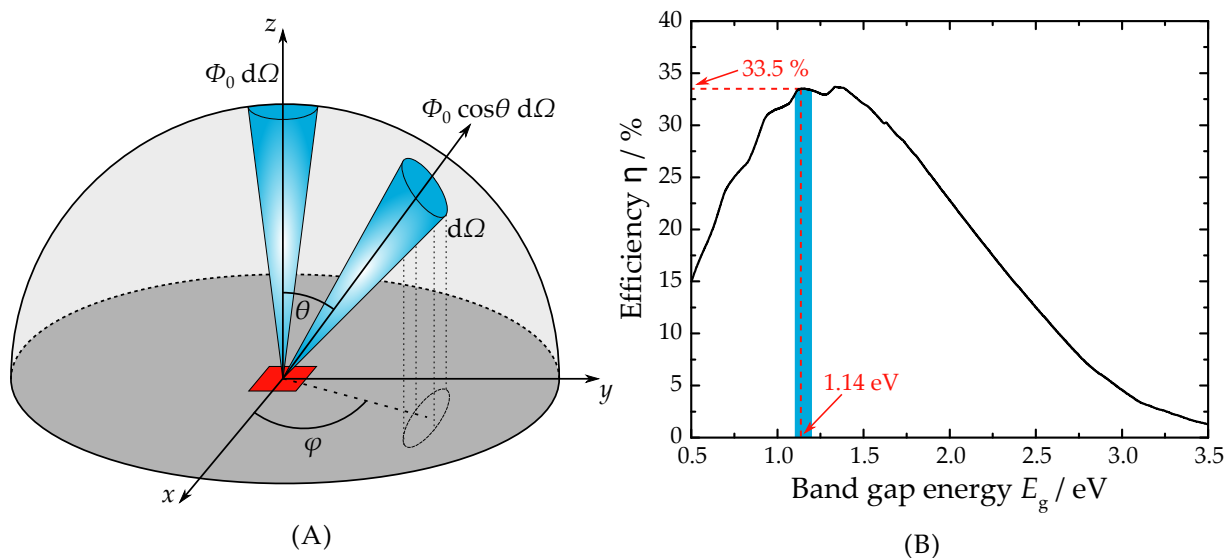 z
Φ₀ dΩ
Φ₀ cosθ dΩ
dΩ
θ
y
φ
x
(A)
40
35
30
25
20
15
10
5
0
Efficiency η / %
33.5 %
1.14 eV
0.5 1.0 1.5 2.0 2.5 3.0 3.5
Band gap energy E_g / eV
(B)